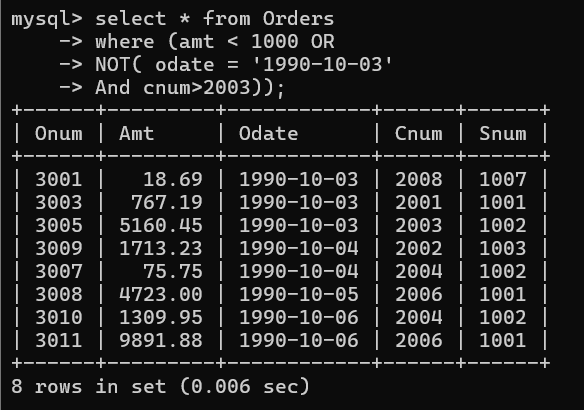 mysql> select * from Orders
    -> where (amt < 1000 OR
    -> NOT( odate = '1990-10-03'
    -> And cnum>2003));
+------+---------+------------+------+------+
| Onum | Amt     | Odate      | Cnum | Snum |
+------+---------+------------+------+------+
| 3001 |   18.69 | 1990-10-03 | 2008 | 1007 |
| 3003 |  767.19 | 1990-10-03 | 2001 | 1001 |
| 3005 | 5160.45 | 1990-10-03 | 2003 | 1002 |
| 3009 | 1713.23 | 1990-10-04 | 2002 | 1003 |
| 3007 |   75.75 | 1990-10-04 | 2004 | 1002 |
| 3008 | 4723.00 | 1990-10-05 | 2006 | 1001 |
| 3010 | 1309.95 | 1990-10-06 | 2004 | 1002 |
| 3011 | 9891.88 | 1990-10-06 | 2006 | 1001 |
+------+---------+------------+------+------+
8 rows in set (0.006 sec)